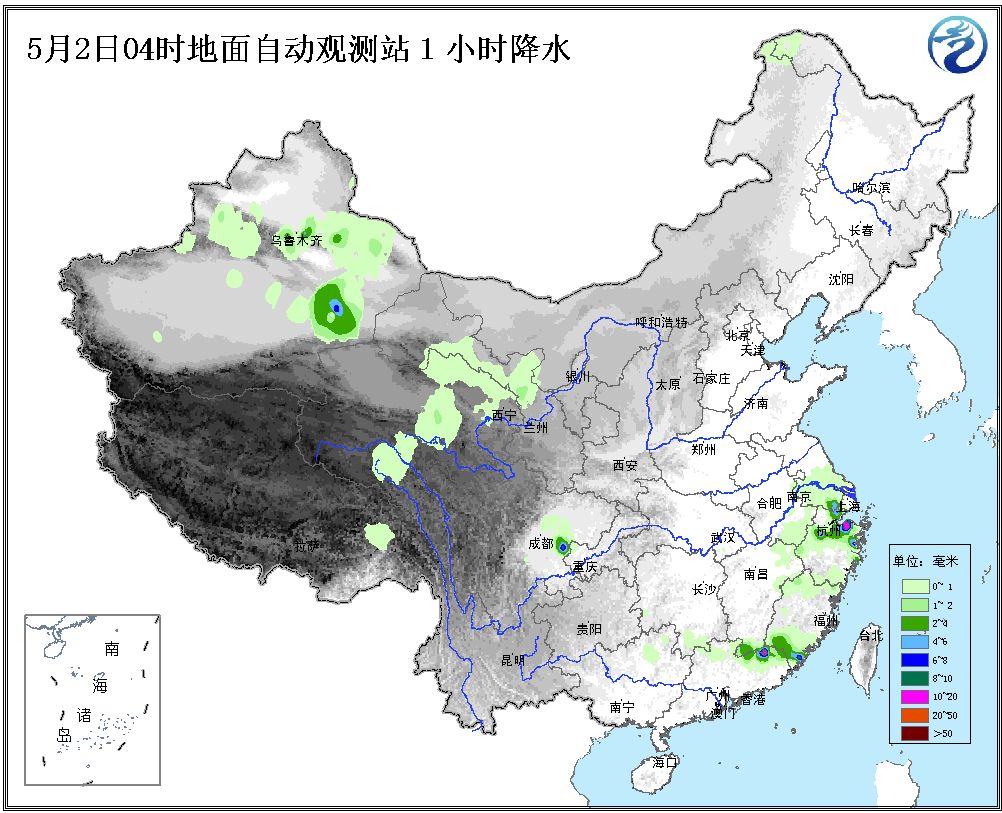 5月2日04时地面自动观测站1小时降水
哈尔滨
长春
乌鲁木齐
沈阳
呼和浩特
北京
天津
银川
太原
石家庄
济南
西宁
兰州
郑州
西安
合肥
南京
上海
杭州
成都
武汉
拉萨
重庆
南昌
长沙
福州
贵阳
台北
昆明
南宁
广州
香港
澳门
海口
南
海
诸
岛
单位：毫米
0~ 1
1~ 2
2~4
4~6
6~8
8~10
10~20
20~50
>50